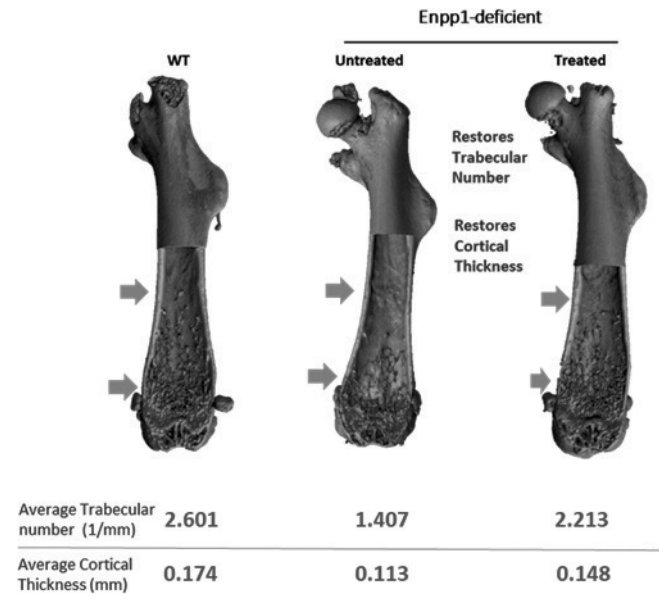 Enpp1-deficient
WT
Untreated
Treated
Restores
Trabecular
Number
Restores
Cortical
Thickness
Average Trabecular
number (1/mm)
2.601
1.407
2.213
Average Cortical
Thickness (mm)
0.174
0.113
0.148